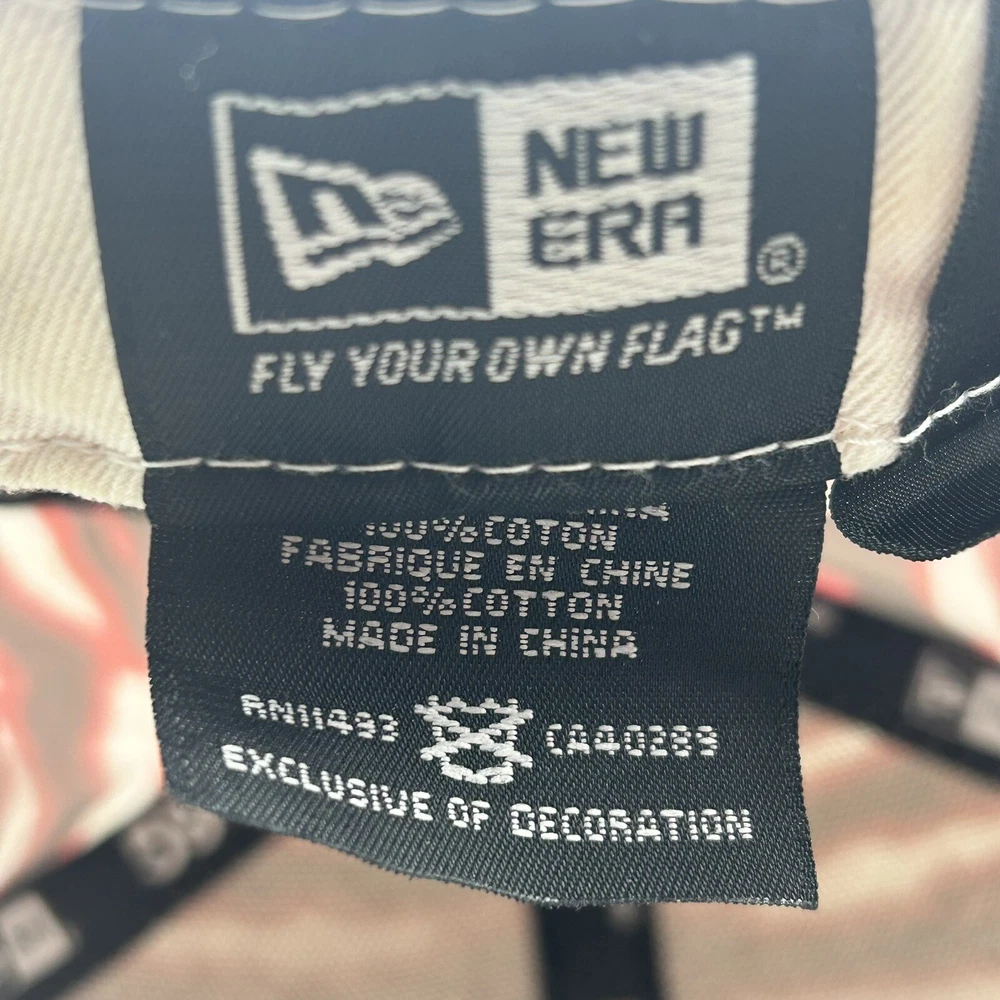 NEW
ERA
®
FLY YOUR OWN FLAG™
100%COTON
FABRIQUE EN CHINE
100%COTTON
MADE IN CHINA
RN11493 CA40289
EXCLUSIVE OF DECORATION